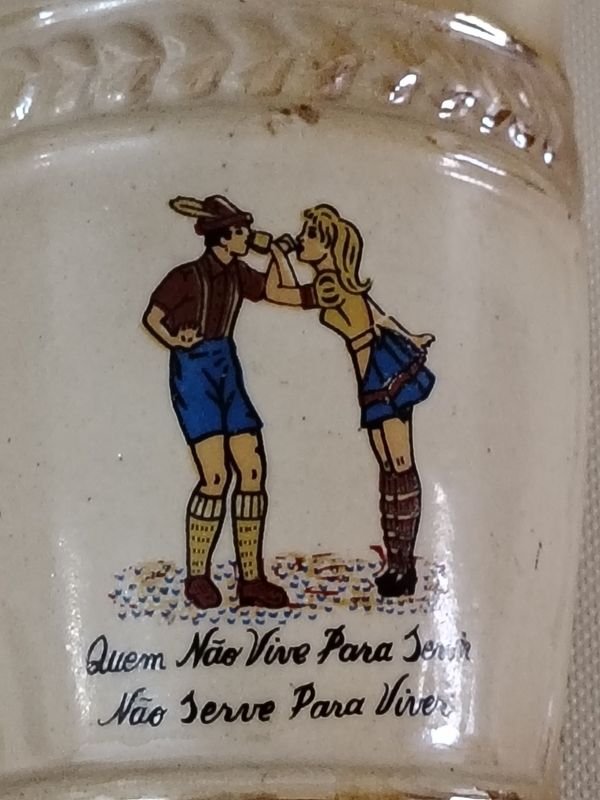 Quem Não Vive Para Servir
Não Serve Para Viver